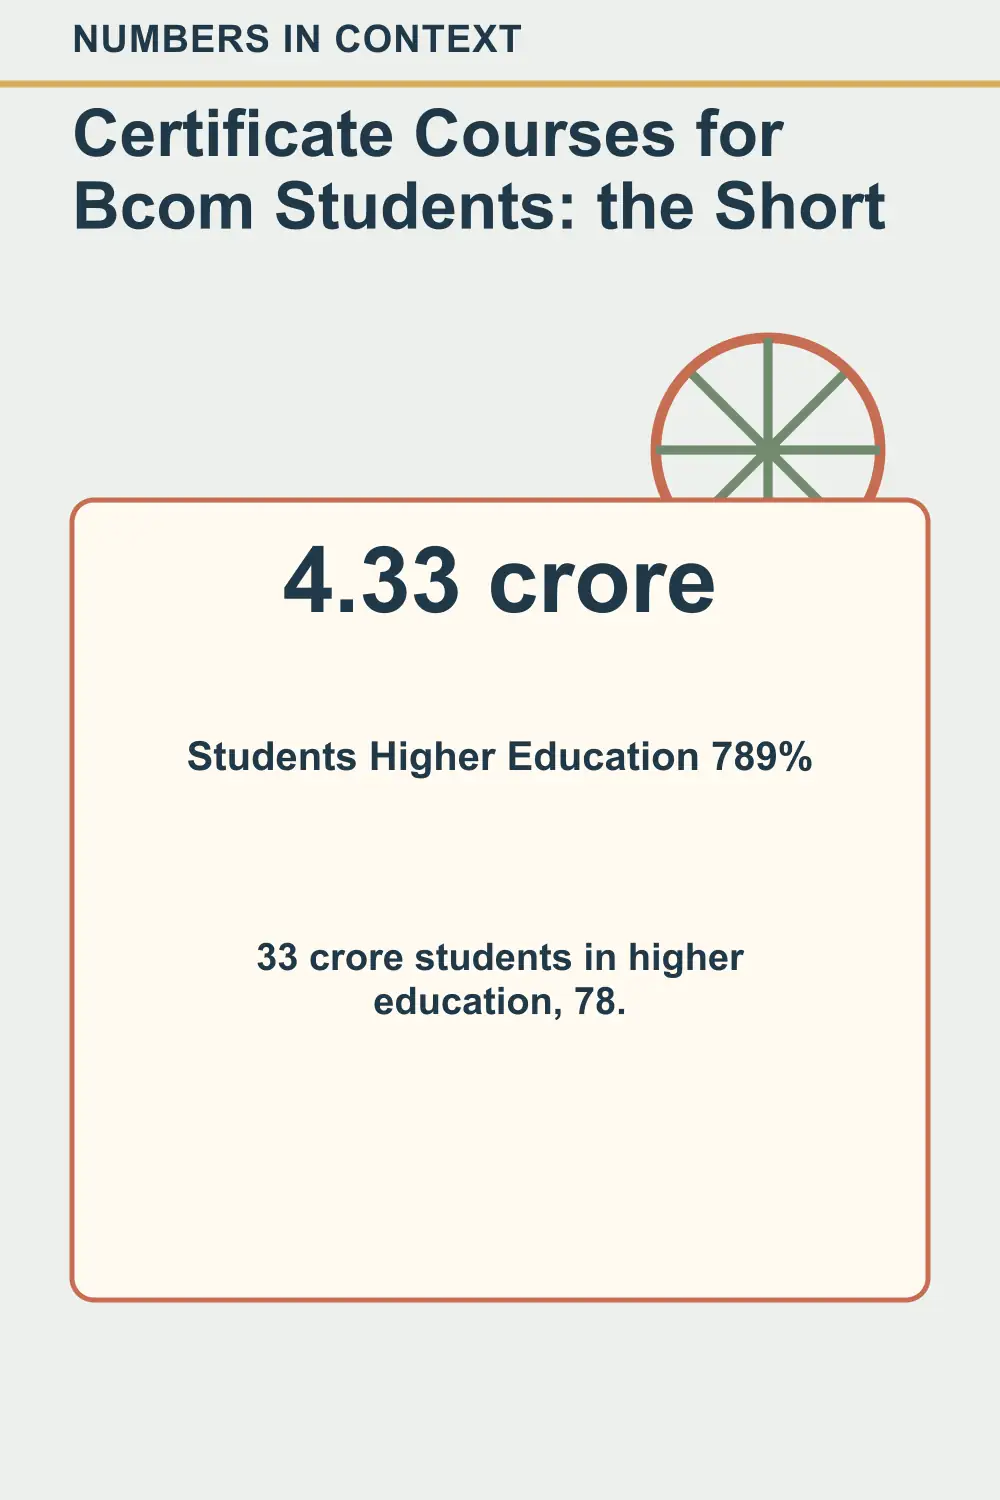 NUMBERS IN CONTEXT
Certificate Courses for
Bcom Students: the Short
4.33 crore
Students Higher Education 789%
33 crore students in higher
education, 78.